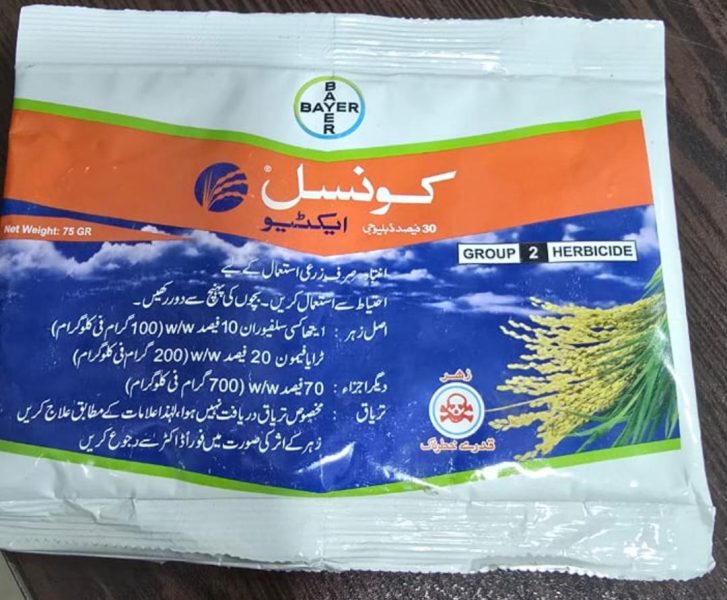 BAYER
BAYER
کونسل®
ایکٹیو
30 فیصد ڈبلیو جی
Net Weight: 75 GR
GROUP 2 HERBICIDE
انتباہ: صرف زرعی استعمال کے لیے
احتیاط سے استعمال کریں۔ بچوں کی پہنچ سے دور رکھیں۔
اصل زہر: ایتھاکسی سلفیوران 10 فیصد w/w (100 گرام فی کلوگرام)
ٹرایافیمون 20 فیصد w/w (200 گرام فی کلوگرام)
دیگر اجزاء: 70 فیصد w/w (700 گرام فی کلوگرام)
تریاق: مخصوص تریاق دریافت نہیں ہوا، لہٰذا علامات کے مطابق علاج کریں
زہر کے اثر کی صورت میں فوراً ڈاکٹر سے رجوع کریں
زہر
قدرے خطرناک